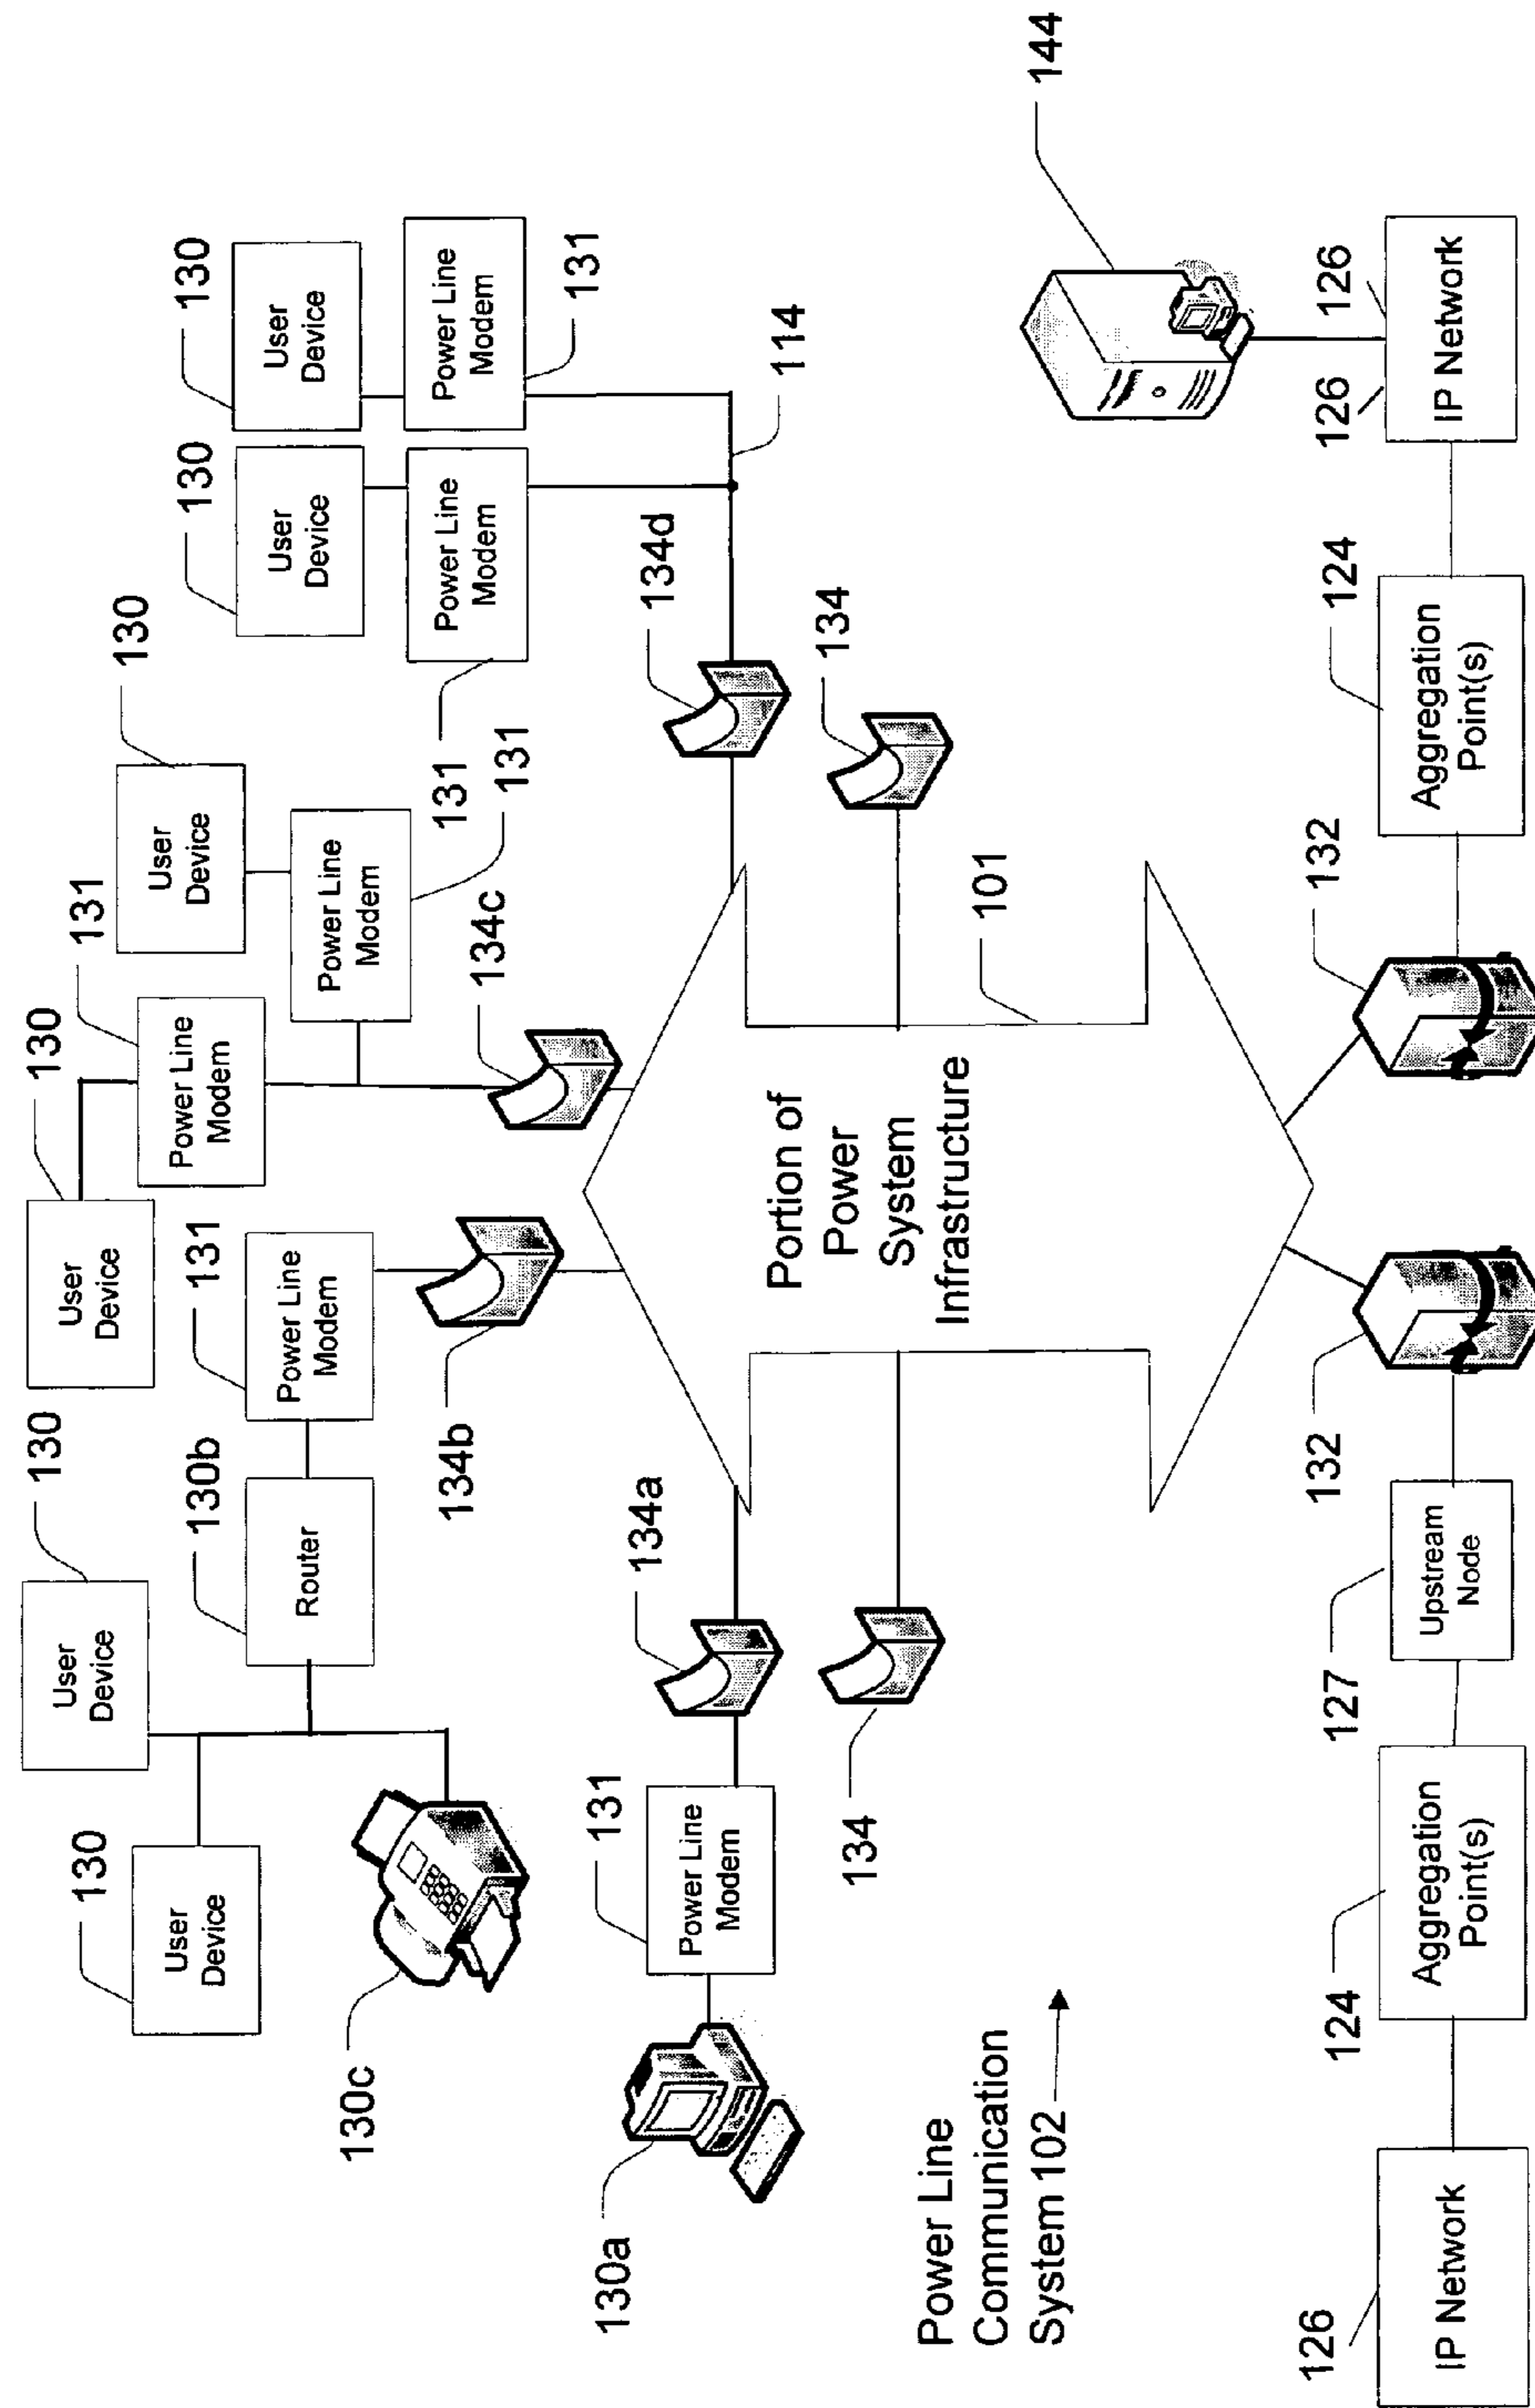 130
130
130
130
130
130
User
Device
User
Device
User
Device
User
Device
User
Device
User
Device
130c
130b
Router
131
Power Line
Modem
131
Power Line
Modem
Power Line
Modem
131
131
Power Line
Modem
Power Line
Modem
131
114
130a
131
Power Line
Modem
134a
134b
134c
134d
134
134
Portion of
Power
System
Infrastructure
101
Power Line
Communication
System 102
144
126
IP Network
124
Aggregation
Point(s)
127
Upstream
Node
132
132
124
Aggregation
Point(s)
126
126
IP Network